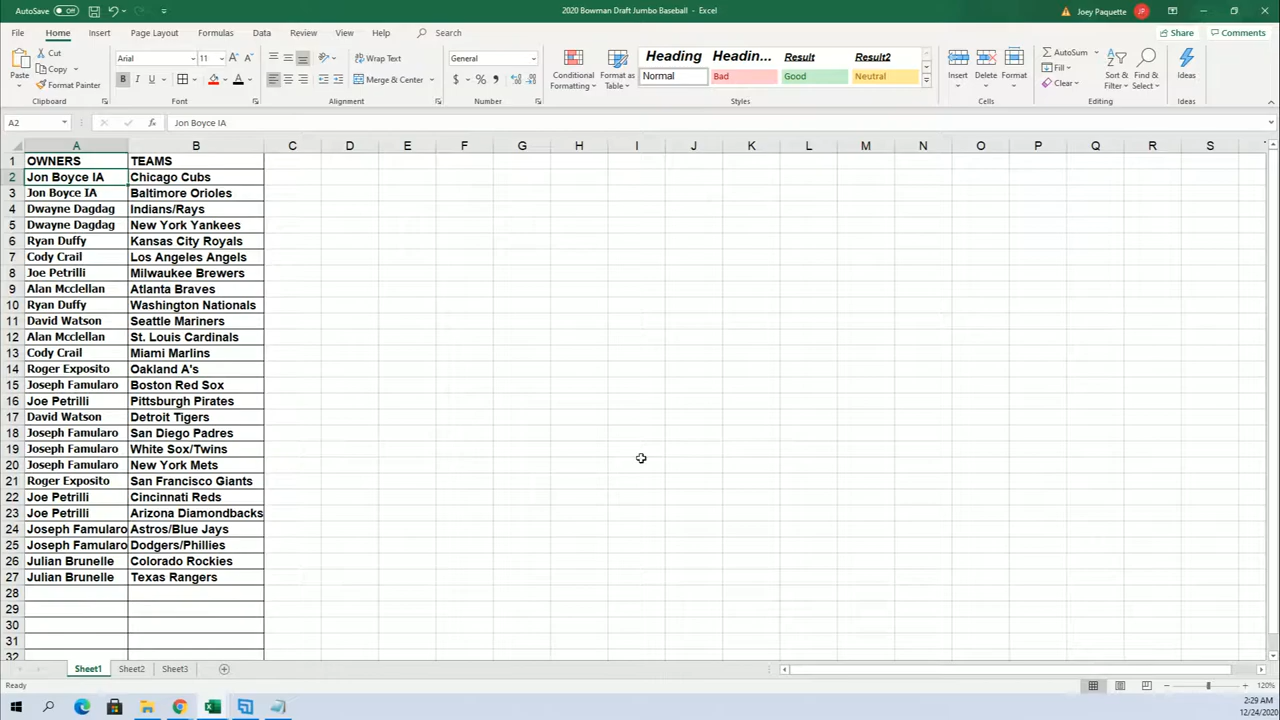 AutoSave Off 2020 Bowman Draft Jumbo Baseball - Excel Joey Paquette JP
File Home Insert Page Layout Formulas Data Review View Help Search Share Comments
Paste Cut Copy Format Painter Clipboard
Arial 11 B I U A Font
Wrap Text Merge & Center Alignment
General $ % Number
Conditional Formatting Format as Table
Heading Headin... Result Result2
Normal Bad Good Neutral Styles
Insert Delete Format Cells
AutoSum Fill Clear Sort & Filter Find & Select Editing
Ideas Ideas
A2 fx Jon Boyce IA
A B C D E F G H I J K L M N O P Q R S
1 OWNERS TEAMS
2 Jon Boyce IA Chicago Cubs
3 Jon Boyce IA Baltimore Orioles
4 Dwayne Dagdag Indians/Rays
5 Dwayne Dagdag New York Yankees
6 Ryan Duffy Kansas City Royals
7 Cody Crail Los Angeles Angels
8 Joe Petrilli Milwaukee Brewers
9 Alan Mcclellan Atlanta Braves
10 Ryan Duffy Washington Nationals
11 David Watson Seattle Mariners
12 Alan Mcclellan St. Louis Cardinals
13 Cody Crail Miami Marlins
14 Roger Exposito Oakland A's
15 Joseph Famularo Boston Red Sox
16 Joe Petrilli Pittsburgh Pirates
17 David Watson Detroit Tigers
18 Joseph Famularo San Diego Padres
19 Joseph Famularo White Sox/Twins
20 Joseph Famularo New York Mets
21 Roger Exposito San Francisco Giants
22 Joe Petrilli Cincinnati Reds
23 Joe Petrilli Arizona Diamondbacks
24 Joseph Famularo Astros/Blue Jays
25 Joseph Famularo Dodgers/Phillies
26 Julian Brunelle Colorado Rockies
27 Julian Brunelle Texas Rangers
28
29
30
31
32
Sheet1 Sheet2 Sheet3
Ready 120%
2:29 AM
12/24/2020